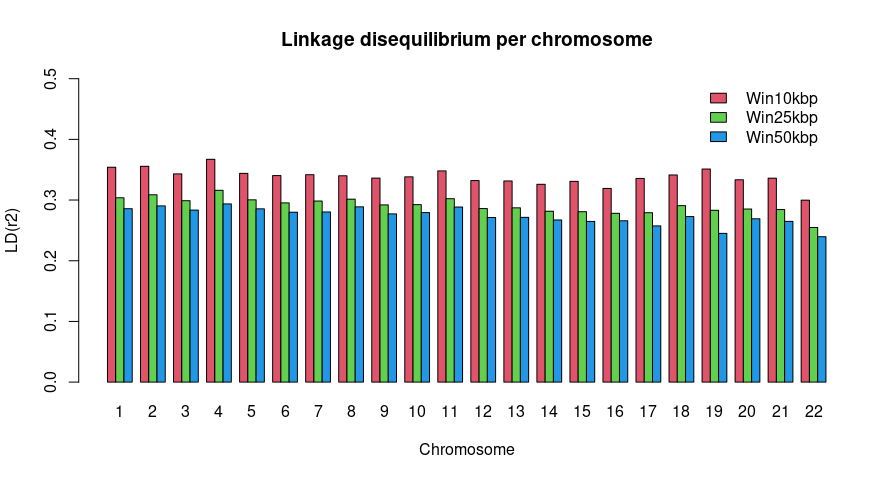 Linkage disequilibrium per chromosome
LD(r2)
0.5
0.4
0.3
0.2
0.1
0.0
Win10kbp
Win25kbp
Win50kbp
1 2 3 4 5 6 7 8 9 10 11 12 13 14 15 16 17 18 19 20 21 22
Chromosome